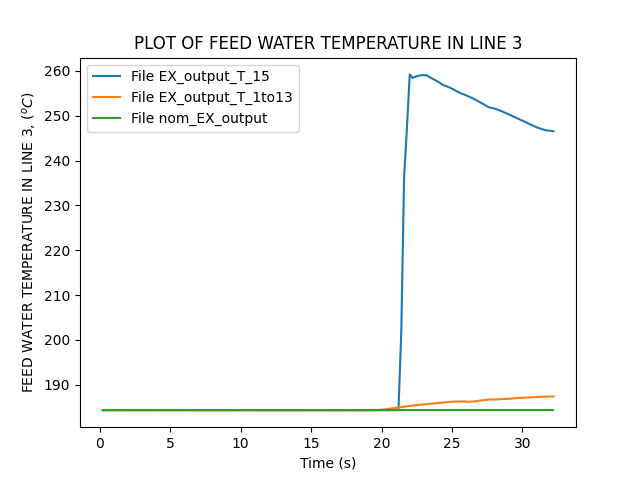 PLOT OF FEED WATER TEMPERATURE IN LINE 3
File EX_output_T_15
File EX_output_T_1to13
File nom_EX_output
FEED WATER TEMPERATURE IN LINE 3, (°C)
260
250
240
230
220
210
200
190
0 5 10 15 20 25 30
Time (s)